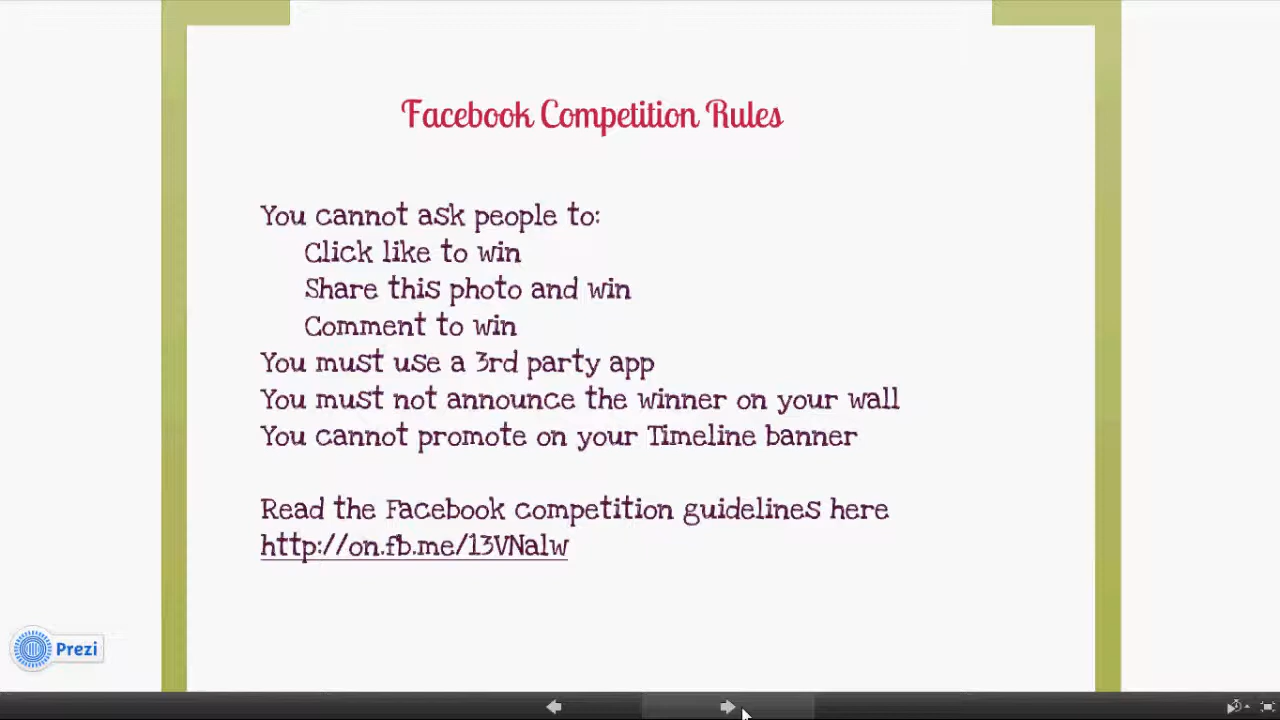 Facebook Competition Rules
You cannot ask people to:
Click like to win
Share this photo and win
Comment to win
You must use a 3rd party app
You must not announce the winner on your wall
You cannot promote on your Timeline banner
Read the Facebook competition guidelines here
http://on.fb.me/13VNalw
Prezi